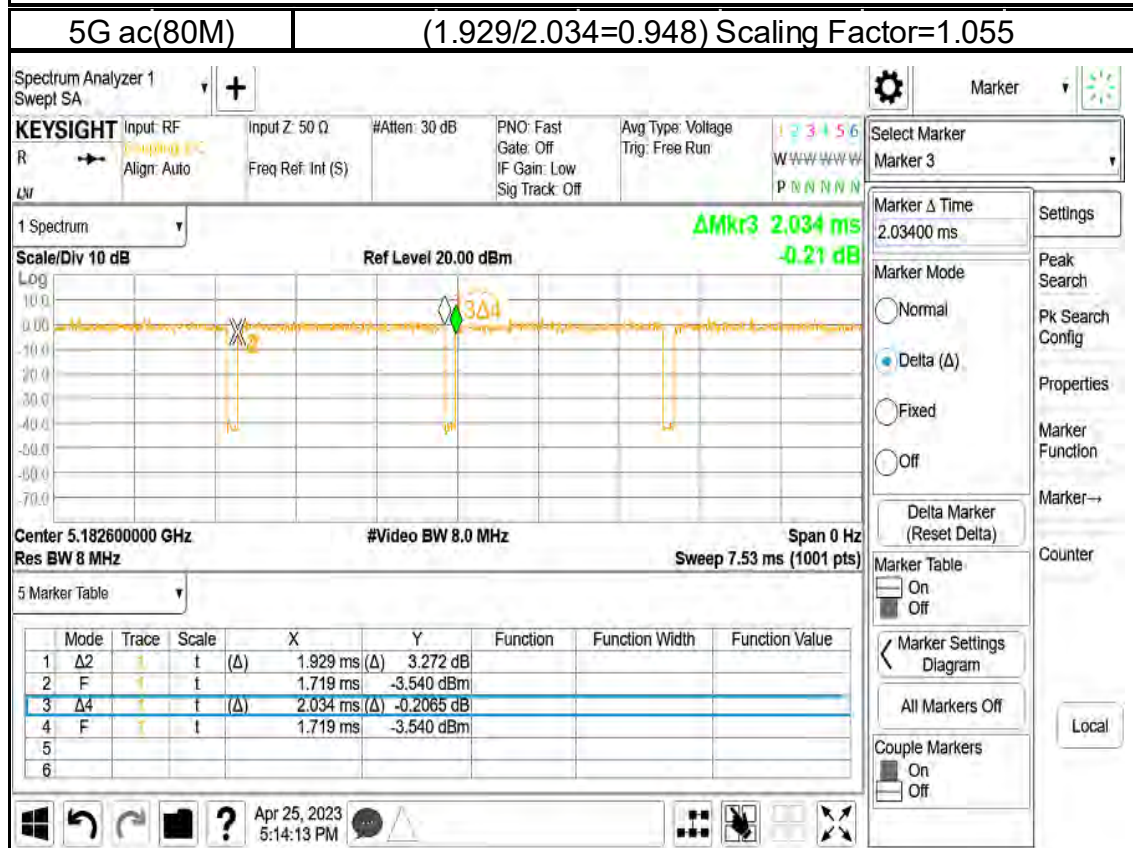 5G ac(80M) (1.929/2.034=0.948) Scaling Factor=1.055
Spectrum Analyzer 1
Swept SA
+
Marker
KEYSIGHT Input: RF Input Z: 50 Ω #Atten: 30 dB PNO: Fast Avg Type: Voltage 1 2 3 4 5 6
Gate: Off Trig: Free Run
R Align: Auto Freq Ref: Int (S) IF Gain: Low W W W W W W
Sig Track: Off P N N N N N
Select Marker
Marker 3
1 Spectrum
ΔMkr3 2.034 ms
-0.21 dB
Scale/Div 10 dB Ref Level 20.00 dBm
Log
10.0
0.00
-10.0
-20.0
-30.0
-40.0
-50.0
-60.0
-70.0
3Δ4
2
Center 5.182600000 GHz #Video BW 8.0 MHz Span 0 Hz
Res BW 8 MHz Sweep 7.53 ms (1001 pts)
5 Marker Table
Mode Trace Scale X Y Function Function Width Function Value
1 Δ2 1 t (Δ) 1.929 ms (Δ) 3.272 dB
2 F 1 t 1.719 ms -3.540 dBm
3 Δ4 1 t (Δ) 2.034 ms (Δ) -0.2065 dB
4 F 1 t 1.719 ms -3.540 dBm
5
6
Marker Δ Time
2.03400 ms
Marker Mode
Normal
Delta (Δ)
Fixed
Off
Delta Marker
(Reset Delta)
Marker Table
On
Off
Marker Settings
Diagram
All Markers Off
Couple Markers
On
Off
Settings
Peak
Search
Pk Search
Config
Properties
Marker
Function
Marker→
Counter
Local
? Apr 25, 2023
5:14:13 PM